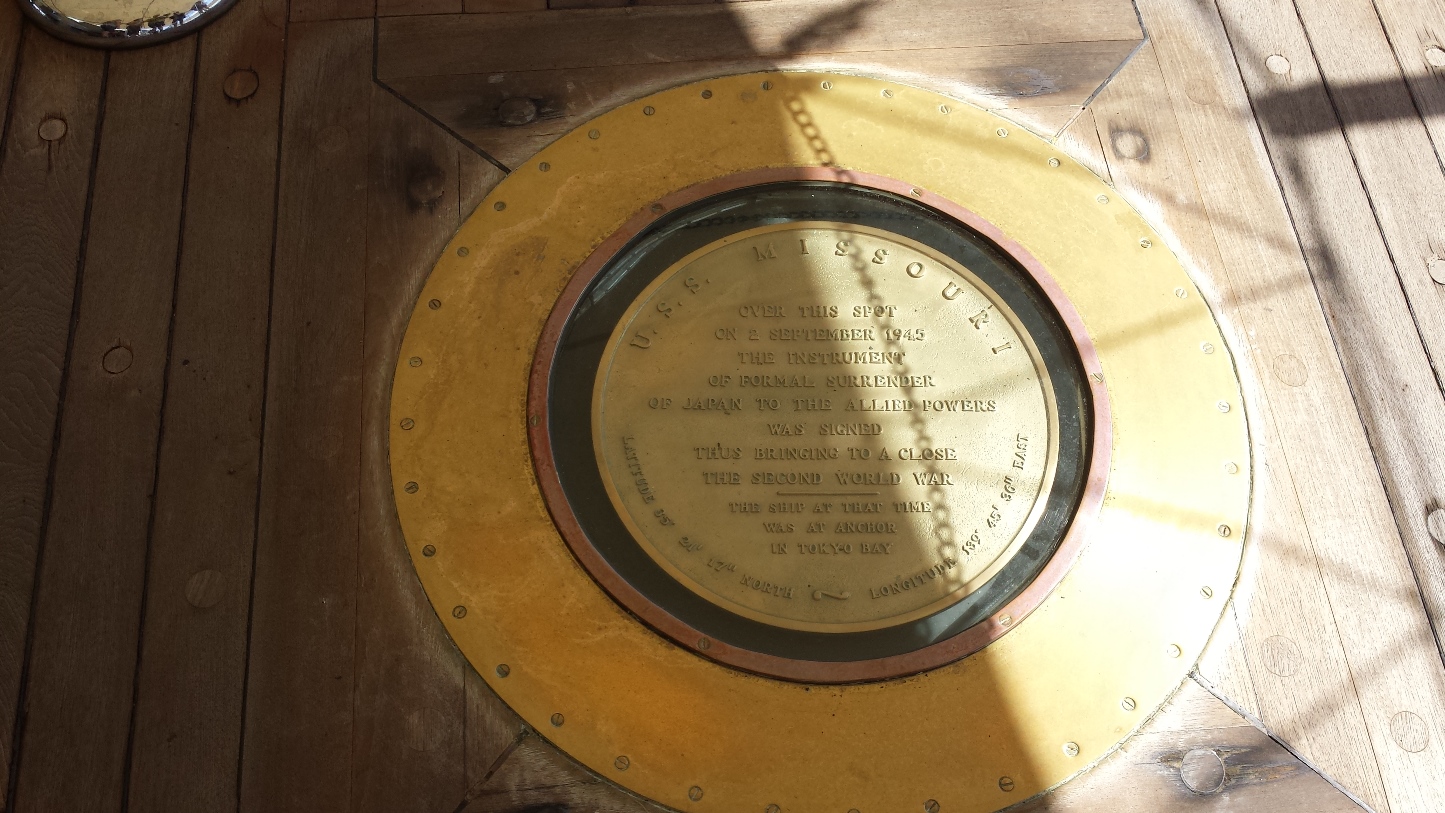 U.S.S. MISSOURI
OVER THIS SPOT
ON 2 SEPTEMBER 1945
THE INSTRUMENT
OF FORMAL SURRENDER
OF JAPAN TO THE ALLIED POWERS
WAS SIGNED
THUS BRINGING TO A CLOSE
THE SECOND WORLD WAR
THE SHIP AT THAT TIME
WAS AT ANCHOR
IN TOKYO BAY
LATITUDE 35° 21' 17" NORTH ~ LONGITUDE 139° 45' 36" EAST